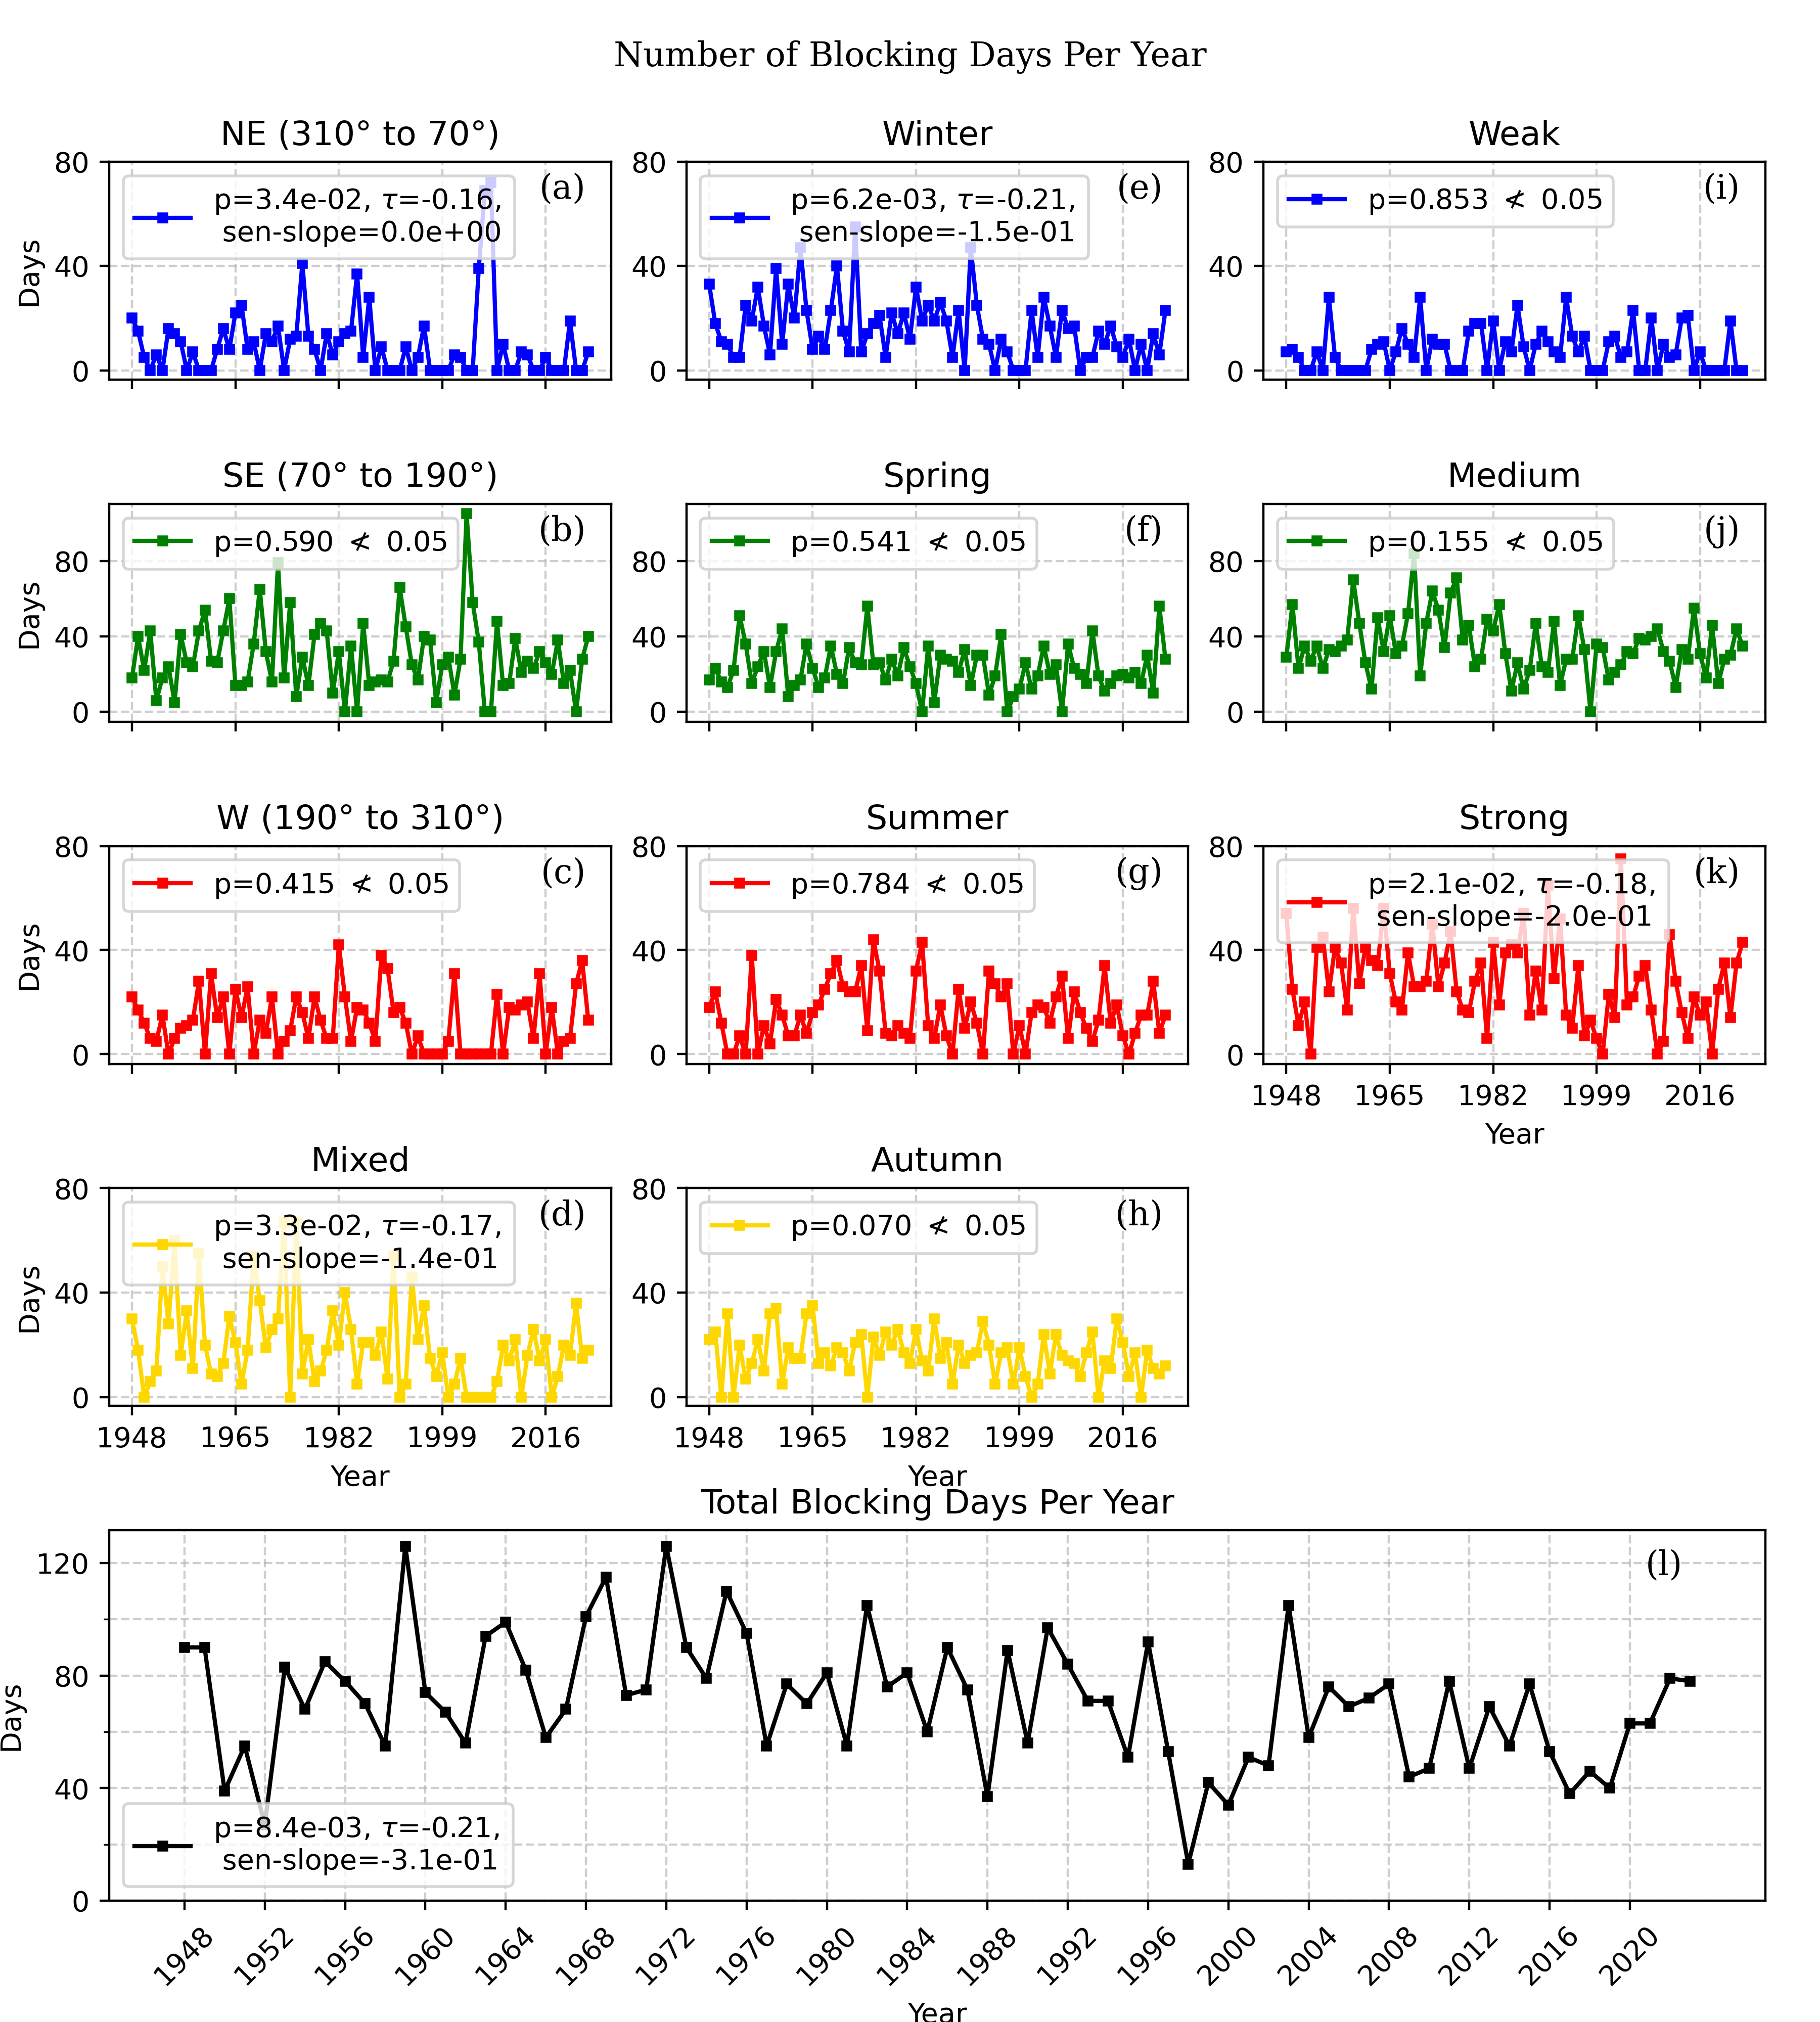 Number of Blocking Days Per Year
NE (310° to 70°)
80
40
0
Days
p=3.4e-02, τ=-0.16,
sen-slope=0.0e+00
(a)
Winter
80
40
0
p=6.2e-03, τ=-0.21,
sen-slope=-1.5e-01
(e)
Weak
80
40
0
p=0.853 ≮ 0.05
(i)
SE (70° to 190°)
80
40
0
Days
p=0.590 ≮ 0.05
(b)
Spring
80
40
0
p=0.541 ≮ 0.05
(f)
Medium
80
40
0
p=0.155 ≮ 0.05
(j)
W (190° to 310°)
80
40
0
Days
p=0.415 ≮ 0.05
(c)
Summer
80
40
0
p=0.784 ≮ 0.05
(g)
Strong
80
40
0
p=2.1e-02, τ=-0.18,
sen-slope=-2.0e-01
(k)
1948 1965 1982 1999 2016
Year
Mixed
80
40
0
Days
p=3.3e-02, τ=-0.17,
sen-slope=-1.4e-01
(d)
1948 1965 1982 1999 2016
Year
Autumn
80
40
0
p=0.070 ≮ 0.05
(h)
1948 1965 1982 1999 2016
Year
Total Blocking Days Per Year
120
80
40
0
Days
(l)
p=8.4e-03, τ=-0.21,
sen-slope=-3.1e-01
1948 1952 1956 1960 1964 1968 1972 1976 1980 1984 1988 1992 1996 2000 2004 2008 2012 2016 2020
Year